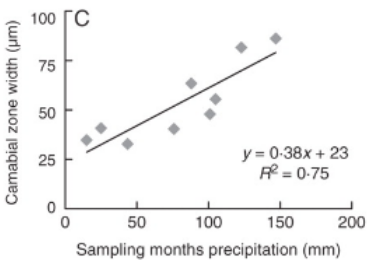 C
Camabial zone width (µm)
100
75
50
25
0
y = 0·38x + 23
R² = 0·75
0 50 100 150 200
Sampling months precipitation (mm)